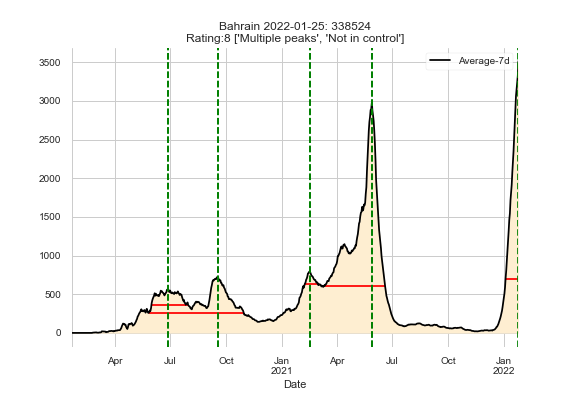 Bahrain 2022-01-25: 338524
Rating:8 ['Multiple peaks', 'Not in control']
Average-7d
3500
3000
2500
2000
1500
1000
500
0
Apr Jul Oct Jan Apr Jul Oct Jan
2021 2022
Date